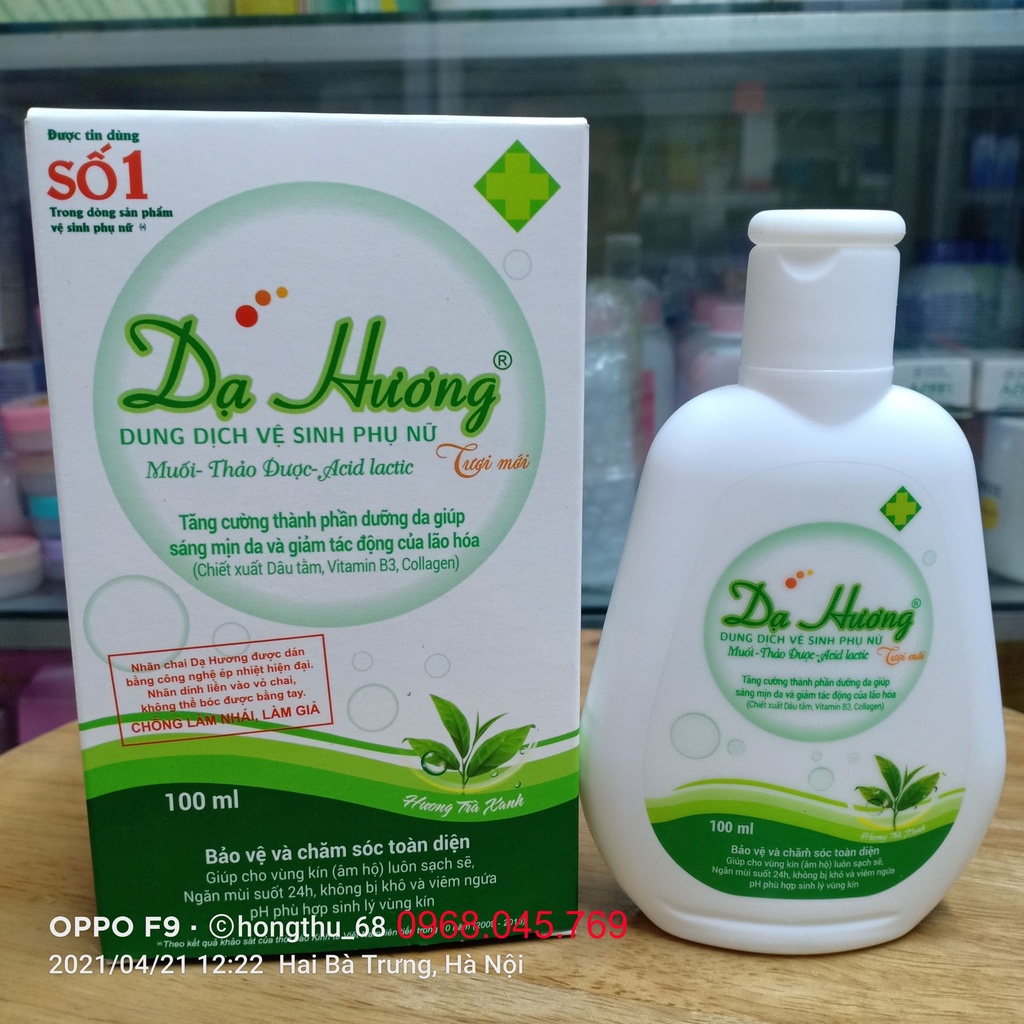 Được tin dùng
SỐ 1
Trong dòng sản phẩm
vệ sinh phụ nữ (*)
Dạ Hương®
DUNG DỊCH VỆ SINH PHỤ NỮ
Muối - Thảo Dược - Acid lactic
Tươi mới
Tăng cường thành phần dưỡng da giúp
sáng mịn da và giảm tác động của lão hóa
(Chiết xuất Dâu tằm, Vitamin B3, Collagen)
Nhãn chai Dạ Hương được dán
bằng công nghệ ép nhiệt hiện đại.
Nhãn dính liền vào vỏ chai,
không thể bóc được bằng tay.
CHỐNG LÀM NHÁI, LÀM GIẢ
Hương Trà Xanh
100 ml
Bảo vệ và chăm sóc toàn diện
Giúp cho vùng kín (âm hộ) luôn sạch sẽ,
Ngăn mùi suốt 24h, không bị khô và viêm ngứa
pH phù hợp sinh lý vùng kín
Dạ Hương®
DUNG DỊCH VỆ SINH PHỤ NỮ
Muối - Thảo Dược - Acid lactic
Tươi mới
Tăng cường thành phần dưỡng da giúp
sáng mịn da và giảm tác động của lão hóa
(Chiết xuất Dâu tằm, Vitamin B3, Collagen)
Hương Trà Xanh
100 ml
Bảo vệ và chăm sóc toàn diện
Giúp cho vùng kín (âm hộ) luôn sạch sẽ,
Ngăn mùi suốt 24h, không bị khô và viêm ngứa
pH phù hợp sinh lý vùng kín
OPPO F9 · ©hongthu_68 0968.045.769
2021/04/21 12:22 Hai Bà Trưng, Hà Nội